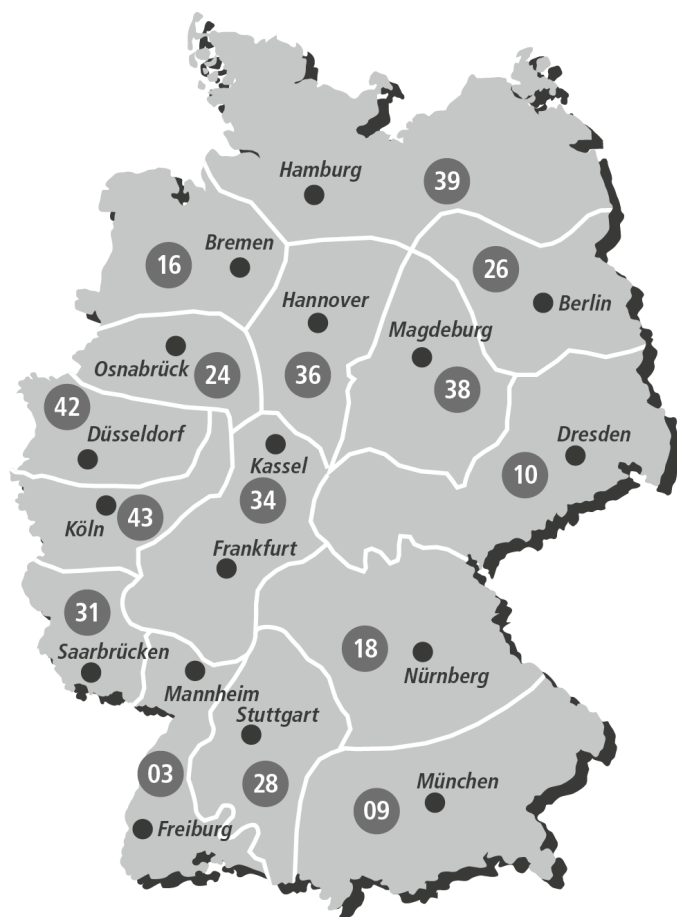 Hamburg
39
Bremen
16
26
Berlin
Hannover
Magdeburg
Osnabrück
24
36
38
42
Düsseldorf
Dresden
Kassel
10
34
Köln
43
Frankfurt
31
Saarbrücken
18
Nürnberg
Mannheim
Stuttgart
03
28
München
09
Freiburg